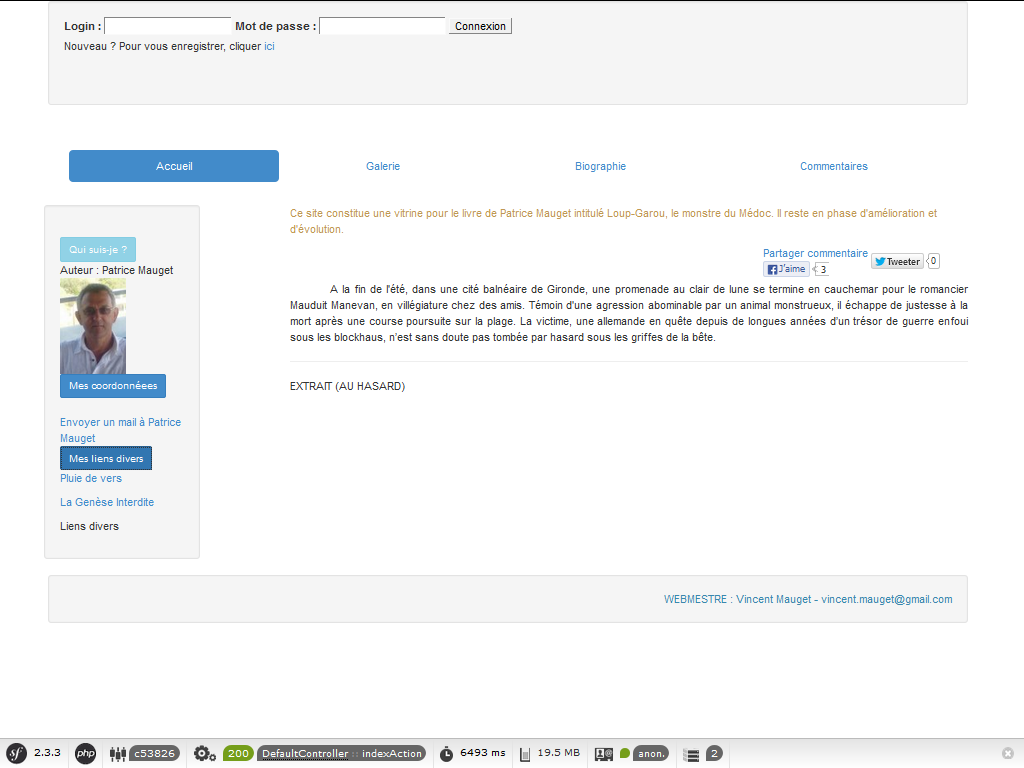 Login : Mot de passe : Connexion
Nouveau ? Pour vous enregistrer, cliquer ici
Accueil Galerie Biographie Commentaires
Qui suis-je ?
Auteur : Patrice Mauget
Mes coordonnéees
Envoyer un mail à Patrice
Mauget
Mes liens divers
Pluie de vers
La Genèse Interdite
Liens divers
Ce site constitue une vitrine pour le livre de Patrice Mauget intitulé Loup-Garou, le monstre du Médoc. Il reste en phase d'amélioration et
d'évolution.
Partager commentaire
J'aime 3
Tweeter 0
A la fin de l'été, dans une cité balnéaire de Gironde, une promenade au clair de lune se termine en cauchemar pour le romancier
Mauduit Manevan, en villégiature chez des amis. Témoin d'une agression abominable par un animal monstrueux, il échappe de justesse à la
mort après une course poursuite sur la plage. La victime, une allemande en quête depuis de longues années d'un trésor de guerre enfoui
sous les blockhaus, n'est sans doute pas tombée par hasard sous les griffes de la bête.
EXTRAIT (AU HASARD)
WEBMESTRE : Vincent Mauget - vincent.mauget@gmail.com
sf 2.3.3 php c53826 200 DefaultController :: indexAction 6493 ms 19.5 MB anon. 2